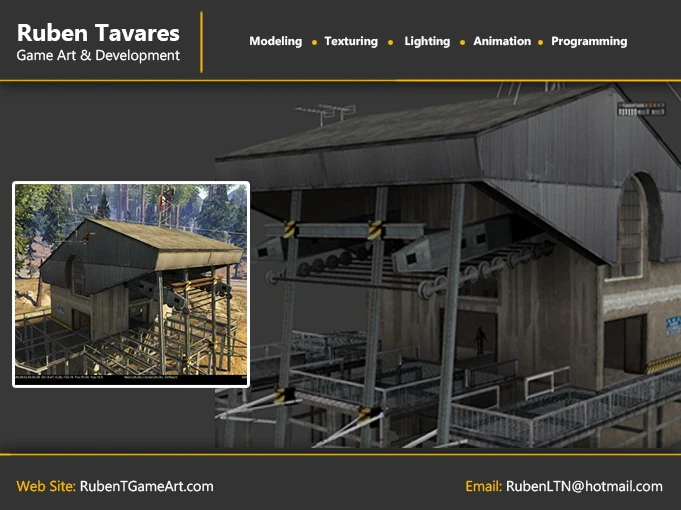 Ruben Tavares
Game Art & Development
Modeling • Texturing • Lighting • Animation • Programming
Web Site: RubenTGameArt.com
Email: RubenLTN@hotmail.com